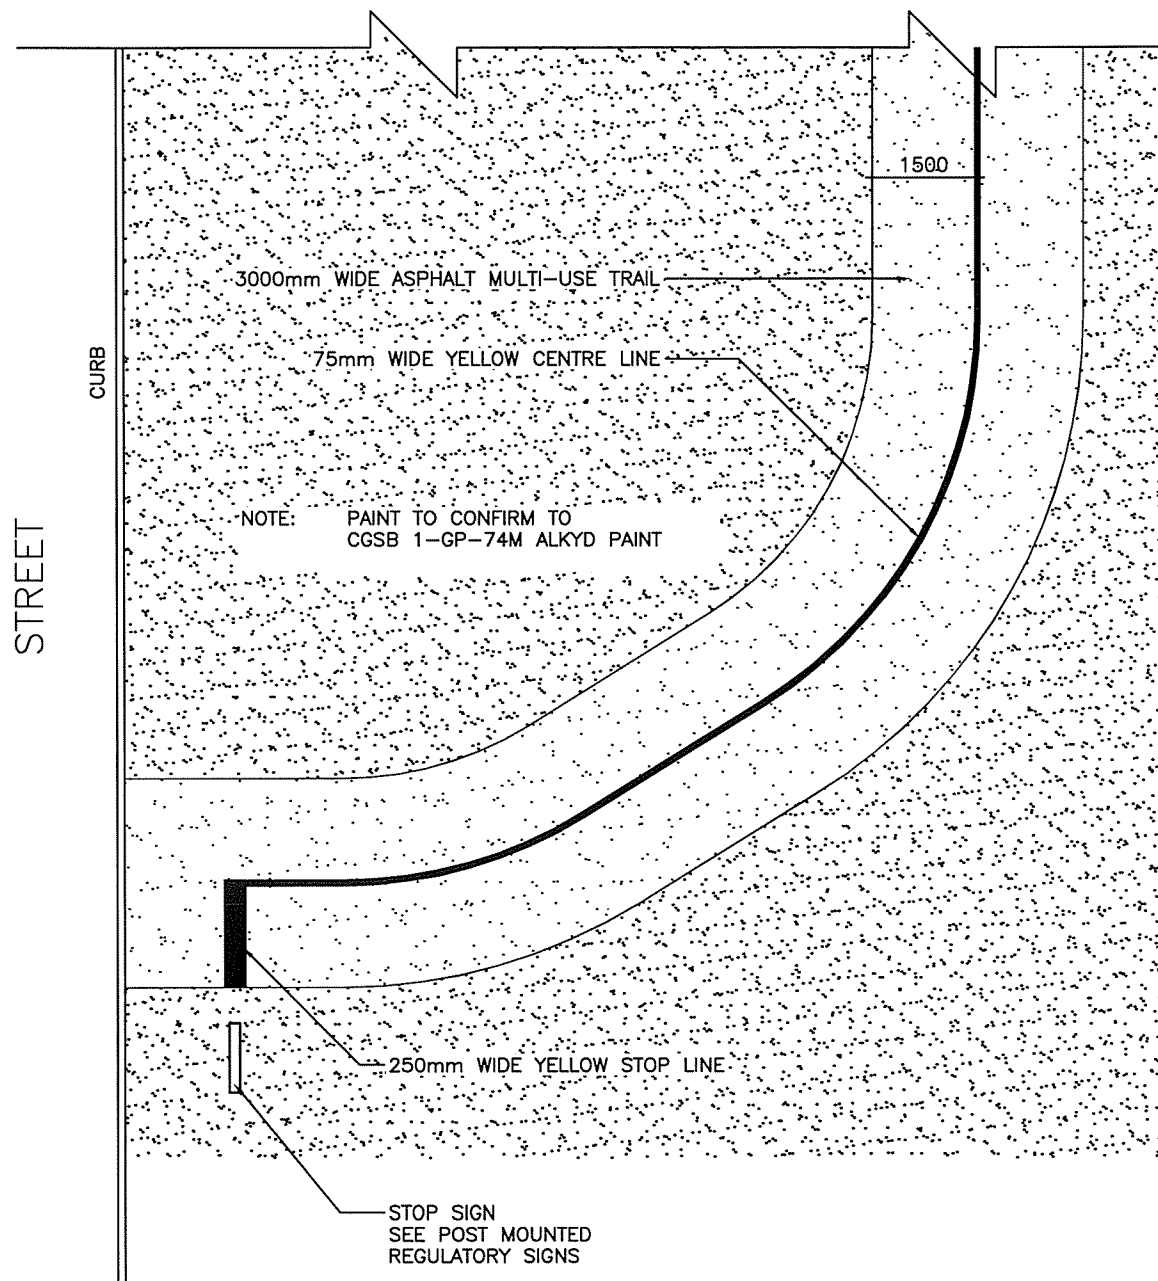 1500
3000mm WIDE ASPHALT MULTI-USE TRAIL
75mm WIDE YELLOW CENTRE LINE
CURB
STREET
NOTE: PAINT TO CONFIRM TO
CGSB 1-GP-74M ALKYD PAINT
250mm WIDE YELLOW STOP LINE
STOP SIGN
SEE POST MOUNTED
REGULATORY SIGNS